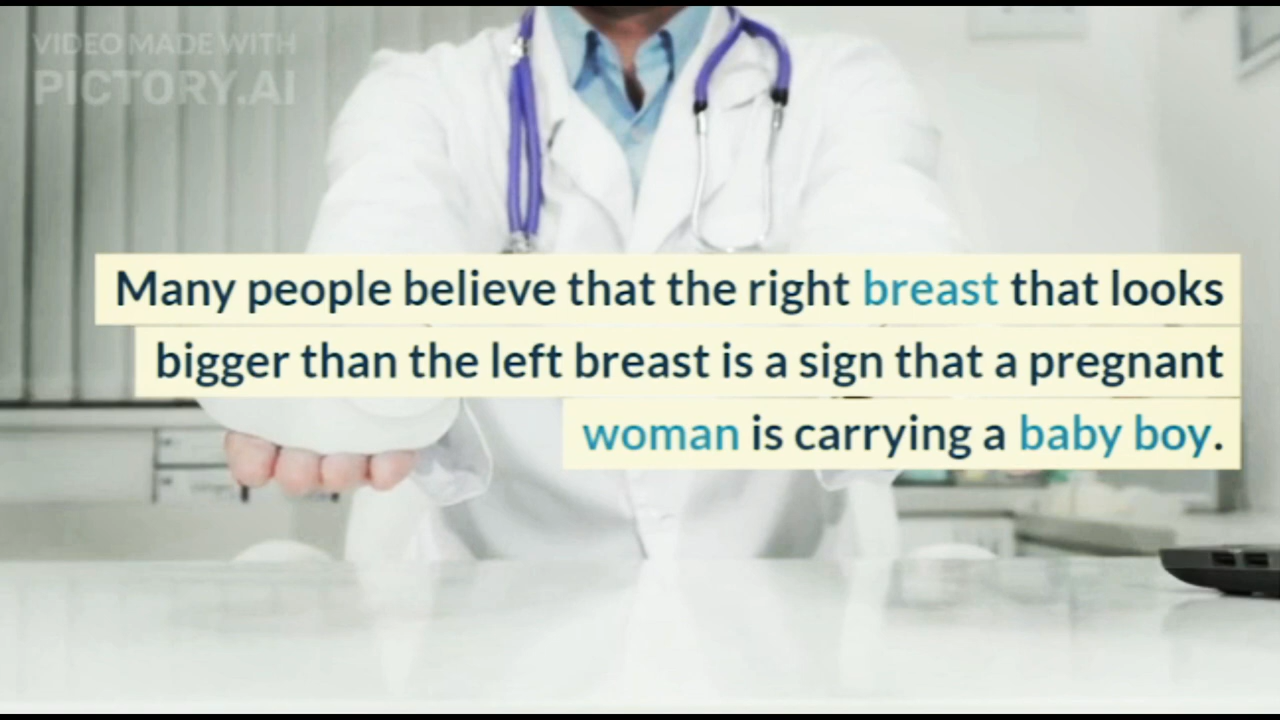 VIDEO MADE WITH
PICTORY.AI
Many people believe that the right breast that looks
bigger than the left breast is a sign that a pregnant
woman is carrying a baby boy.